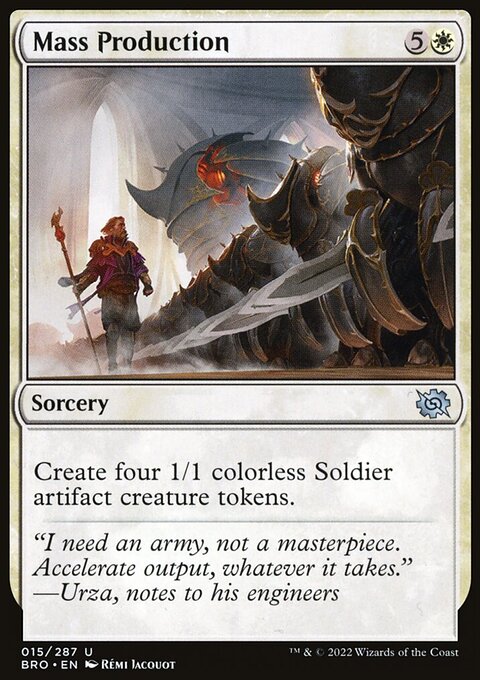 Mass Production 5
Sorcery
Create four 1/1 colorless Soldier
artifact creature tokens.
“I need an army, not a masterpiece.
Accelerate output, whatever it takes.”
—Urza, notes to his engineers
015/287 U
BRO • EN Rémi Jacquot
™ & © 2022 Wizards of the Coast